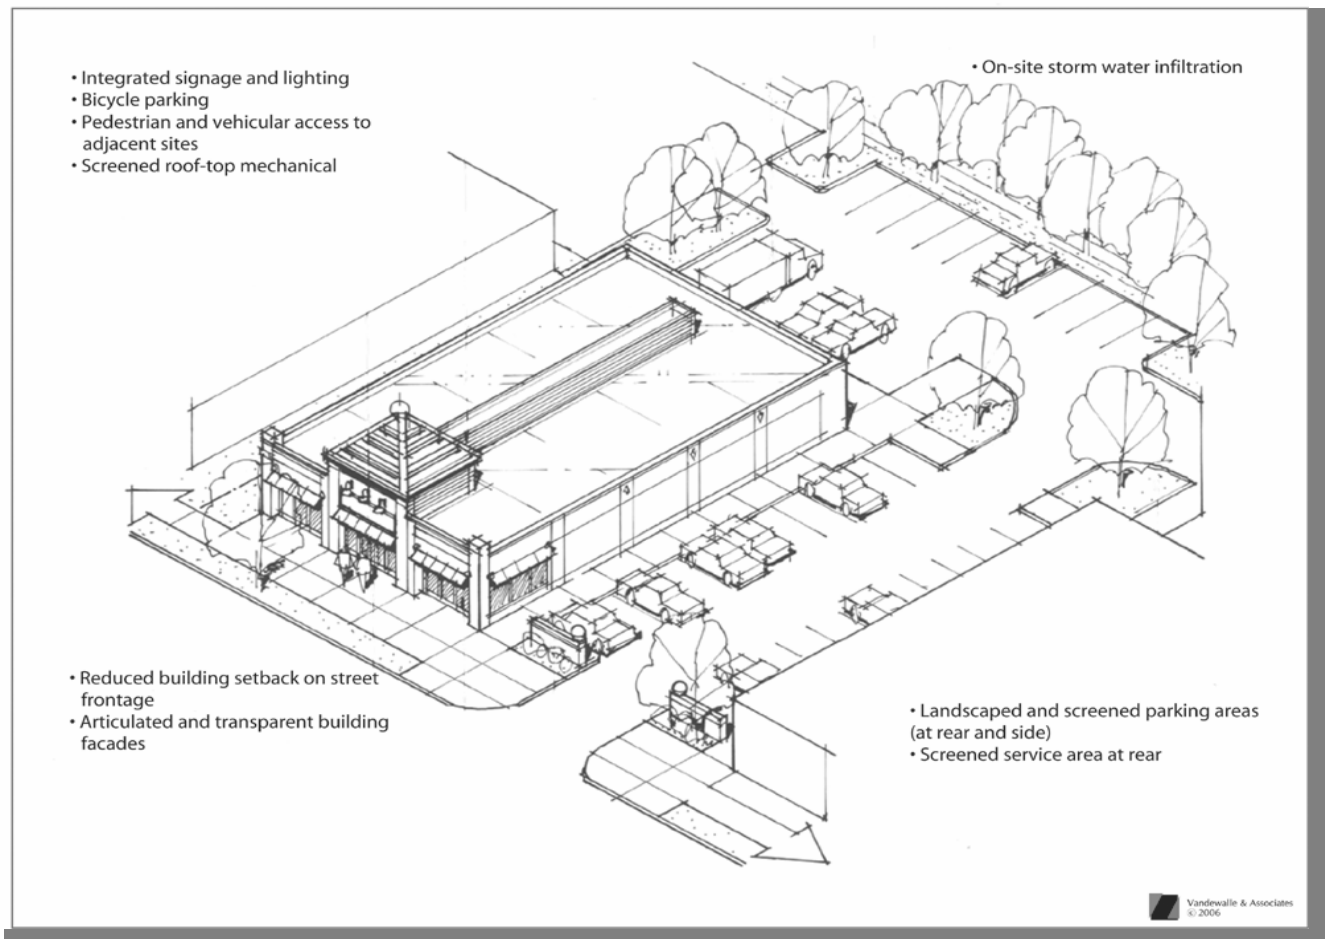 • Integrated signage and lighting
• Bicycle parking
• Pedestrian and vehicular access to
adjacent sites
• Screened roof-top mechanical
• On-site storm water infiltration
• Reduced building setback on street
frontage
• Articulated and transparent building
facades
• Landscaped and screened parking areas
(at rear and side)
• Screened service area at rear
Vandewalle & Associates
© 2006